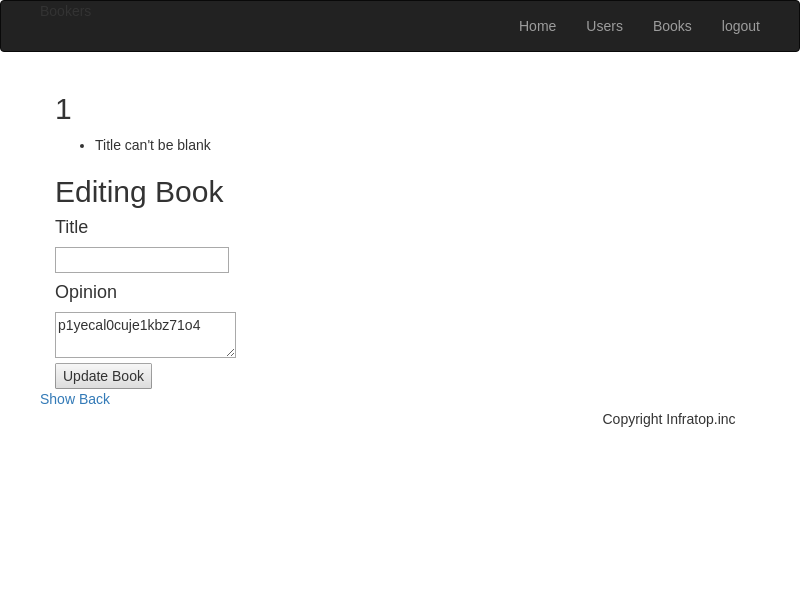 Bookers
Home Users Books logout
1
Title can't be blank
Editing Book
Title
Opinion
p1yecal0cuje1kbz71o4
Update Book
Show Back
Copyright Infratop.inc